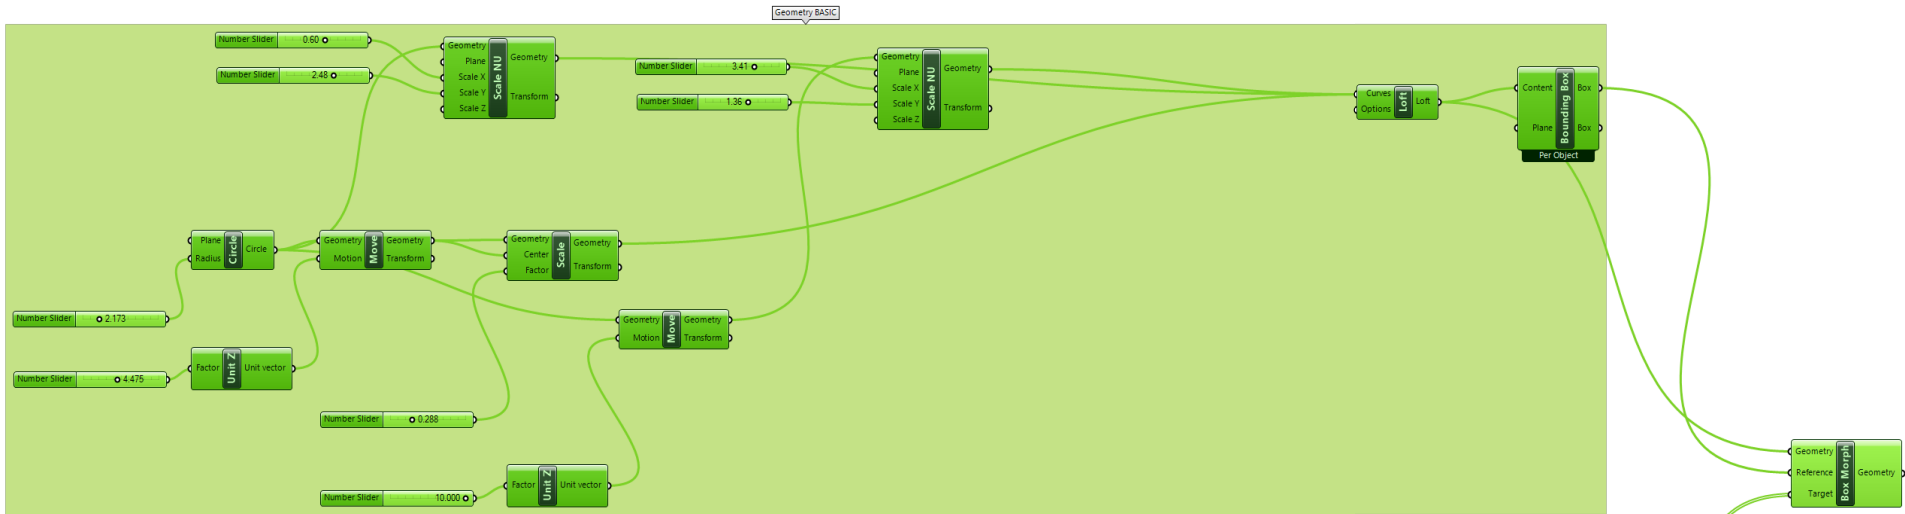 Geometry BASIC
Number Slider 0.60
Number Slider 2.48
Geometry
Plane
Scale X
Scale Y
Scale Z
Scale NU
Geometry
Transform
Number Slider 3.41
Number Slider 1.36
Geometry
Plane
Scale X
Scale Y
Scale Z
Scale NU
Geometry
Transform
Curves
Options
Loft
Loft
Content
Plane
Bounding Box
Box
Box
Per Object
Plane
Radius
Circle
Circle
Geometry
Motion
Move
Geometry
Transform
Geometry
Center
Factor
Scale
Geometry
Transform
Number Slider 2.173
Geometry
Motion
Move
Geometry
Transform
Number Slider 4.475
Factor
Unit Z
Unit vector
Number Slider 0.288
Number Slider 10.000
Factor
Unit Z
Unit vector
Geometry
Reference
Target
Box Morph
Geometry